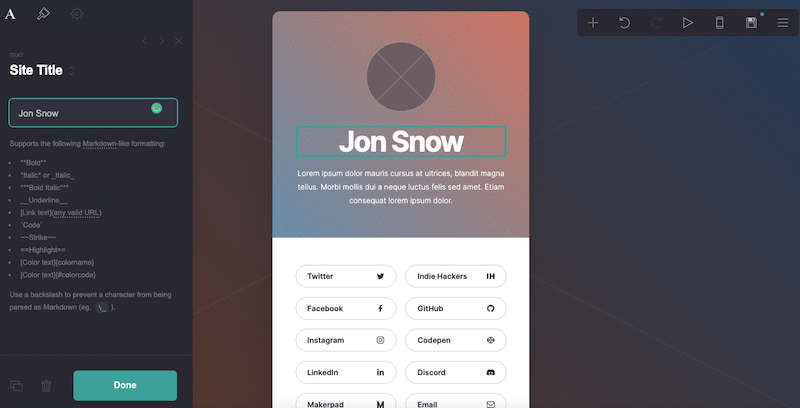 A
TEXT
Site Title
Jon Snow
Supports the following Markdown-like formatting:
**Bold**
*Italic* or _Italic_
***Bold Italic***
__Underline__
[Link text](any valid URL)
`Code`
~~Strike~~
==Highlight==
[Color text]{colorname}
[Color text]{#colorcode}
Use a backslash to prevent a character from being
parsed as Markdown (eg. \_ ).
Done
Jon Snow
Lorem ipsum dolor mauris cursus at ultrices, blandit magna
tellus. Morbi mollis dui a neque luctus felis sed amet. Etiam
consequat lorem ipsum dolor.
Twitter
Indie Hackers IH
Facebook
GitHub
Instagram
Codepen
LinkedIn in
Discord
Makerpad M
Email